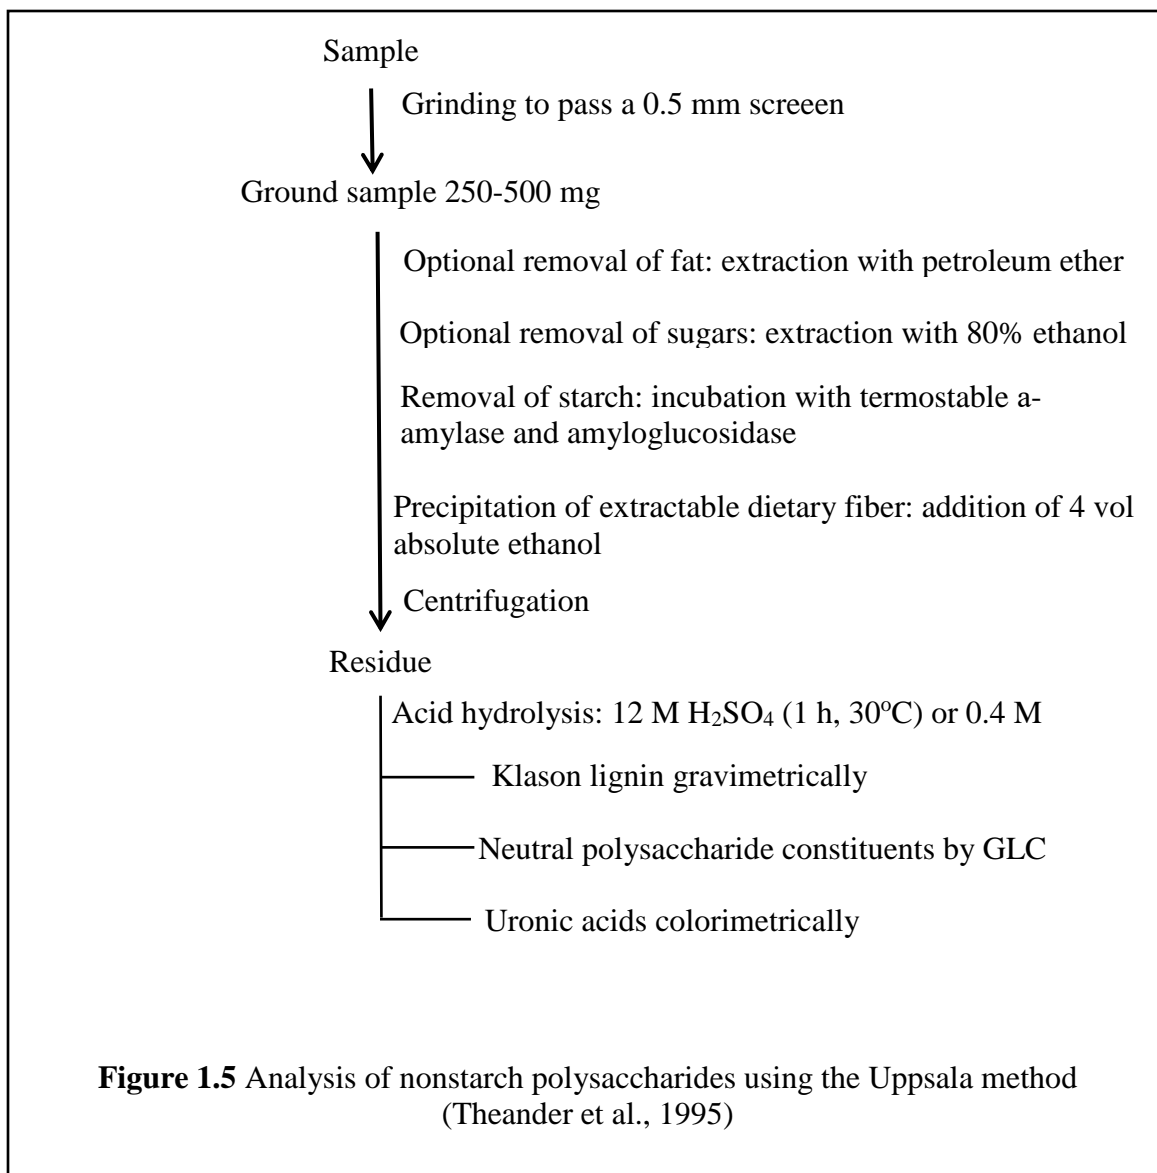 Sample
Grinding to pass a 0.5 mm screeen
Ground sample 250-500 mg
Optional removal of fat: extraction with petroleum ether
Optional removal of sugars: extraction with 80% ethanol
Removal of starch: incubation with termostable a-
amylase and amyloglucosidase
Precipitation of extractable dietary fiber: addition of 4 vol
absolute ethanol
Centrifugation
Residue
Acid hydrolysis: 12 M H₂SO₄ (1 h, 30ºC) or 0.4 M
Klason lignin gravimetrically
Neutral polysaccharide constituents by GLC
Uronic acids colorimetrically
Figure 1.5 Analysis of nonstarch polysaccharides using the Uppsala method
(Theander et al., 1995)